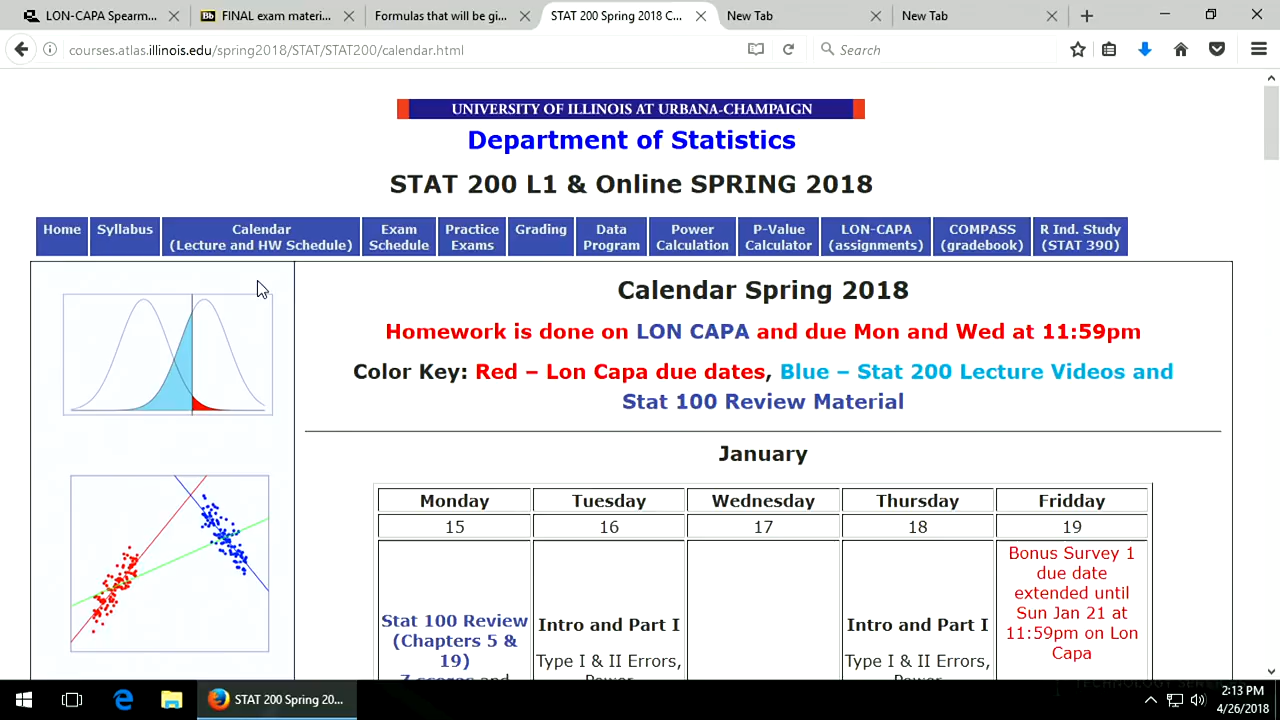 LON-CAPA Spearm...
FINAL exam materi...
Formulas that will be gi...
STAT 200 Spring 2018 C...
New Tab
New Tab
courses.atlas.illinois.edu/spring2018/STAT/STAT200/calendar.html
Search
UNIVERSITY OF ILLINOIS AT URBANA-CHAMPAIGN
Department of Statistics
STAT 200 L1 & Online SPRING 2018
Home
Syllabus
Calendar
(Lecture and HW Schedule)
Exam
Schedule
Practice
Exams
Grading
Data
Program
Power
Calculation
P-Value
Calculator
LON-CAPA
(assignments)
COMPASS
(gradebook)
R Ind. Study
(STAT 390)
Calendar Spring 2018
Homework is done on LON CAPA and due Mon and Wed at 11:59pm
Color Key: Red – Lon Capa due dates, Blue – Stat 200 Lecture Videos and
Stat 100 Review Material
January
Monday Tuesday Wednesday Thursday Fridday
15 16 17 18 19
Stat 100 Review
(Chapters 5 &
19)
Z scores and
Intro and Part I
Type I & II Errors,
Power
Intro and Part I
Type I & II Errors,
Power
Bonus Survey 1
due date
extended until
Sun Jan 21 at
11:59pm on Lon
Capa
STAT 200 Spring 20...
2:13 PM
4/26/2018